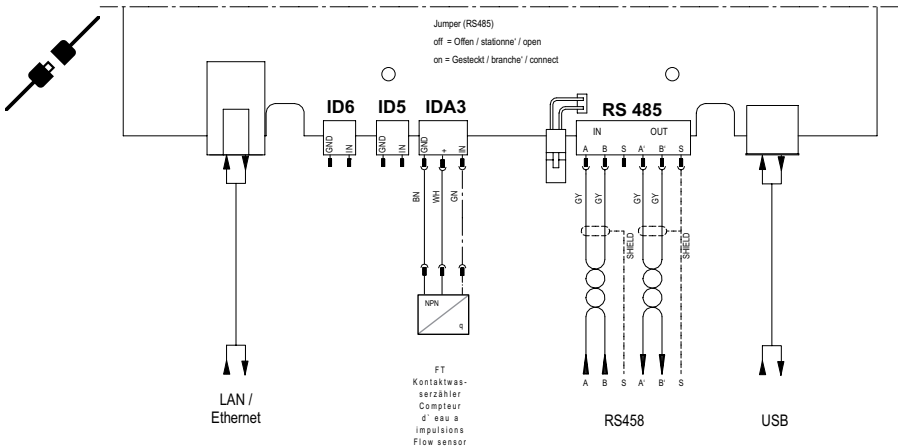 Jumper (RS485)
off = Offen / stationne' / open
on = Gesteckt / branche' / connect
ID6 ID5 IDA3 RS 485
IN OUT
GND IN GND IN GND + IN A B S A' B' S
BN WH GN GY GY GY GY
SHIELD SHIELD
NPN
q
FT
Kontaktwas-
serzähler
Compteur
d' eau a
impulsions
Flow sensor
A B S A' B' S
LAN /
Ethernet
RS458
USB